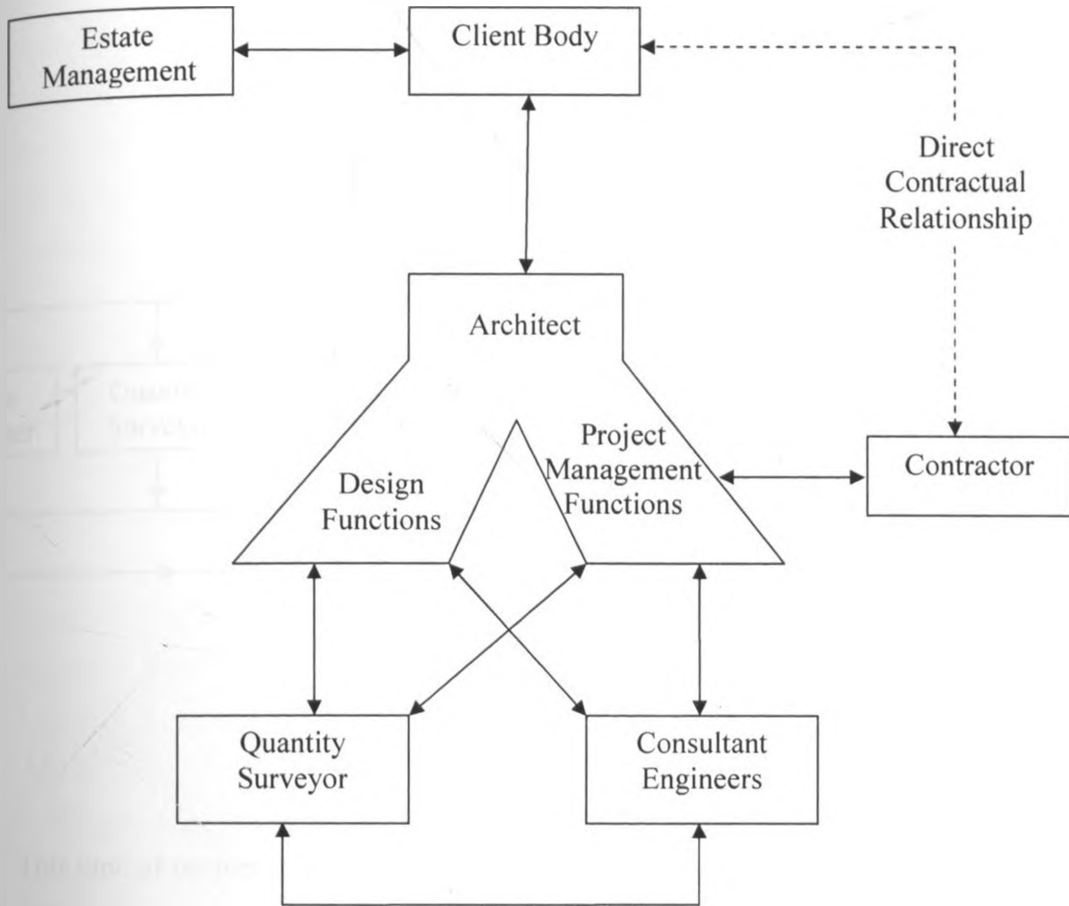 Estate
Management
Client Body
Direct
Contractual
Relationship
Architect
Project
Management
Functions
Design
Functions
Contractor
Quantity
Surveyor
Consultant
Engineers